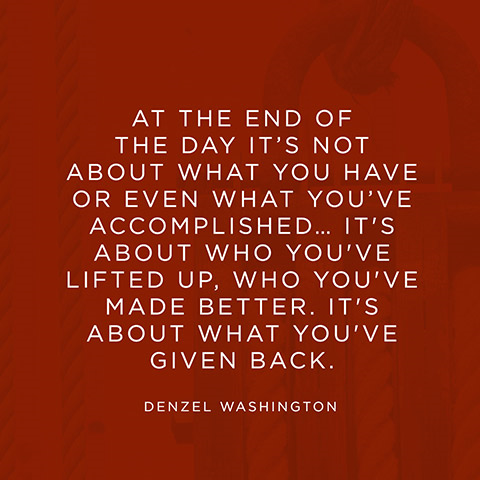 AT THE END OF
THE DAY IT’S NOT
ABOUT WHAT YOU HAVE
OR EVEN WHAT YOU’VE
ACCOMPLISHED… IT'S
ABOUT WHO YOU'VE
LIFTED UP, WHO YOU'VE
MADE BETTER. IT'S
ABOUT WHAT YOU'VE
GIVEN BACK.
DENZEL WASHINGTON